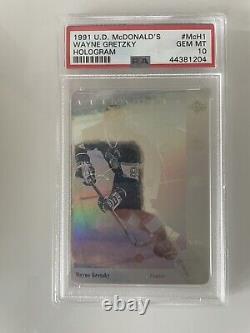 1991 U.D. McDONALD'S #McH1
WAYNE GRETZKY GEM MT
HOLOGRAM 10
PSA 44381204
Wayne Gretzky